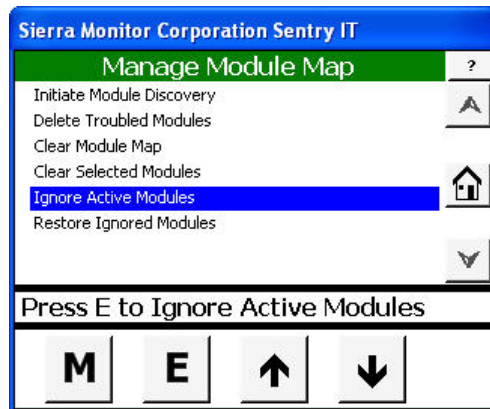 Sierra Monitor Corporation Sentry IT
Manage Module Map
?
Initiate Module Discovery
Delete Troubled Modules
Clear Module Map
Clear Selected Modules
Ignore Active Modules
Restore Ignored Modules
Press E to Ignore Active Modules
M E